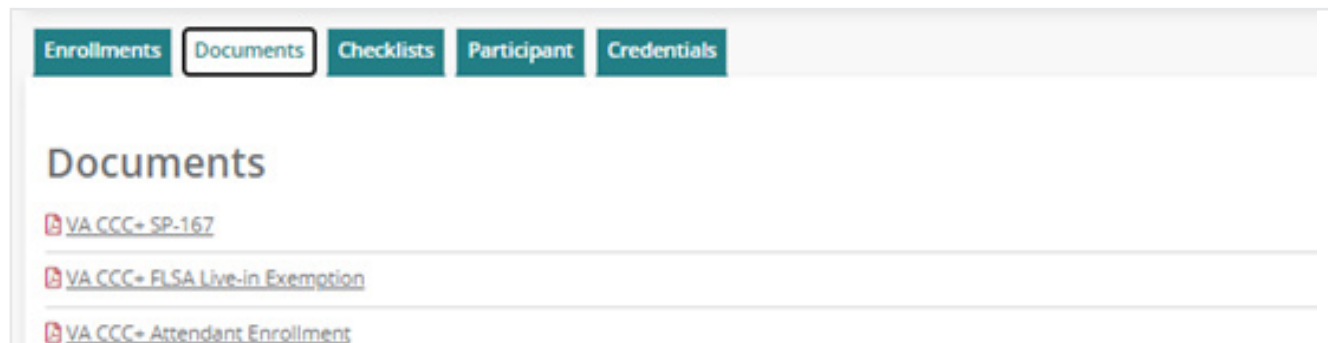 Enrollments Documents Checklists Participant Credentials
Documents
VA CCC+ SP-167
VA CCC+ FLSA Live-in Exemption
VA CCC+ Attendant Enrollment